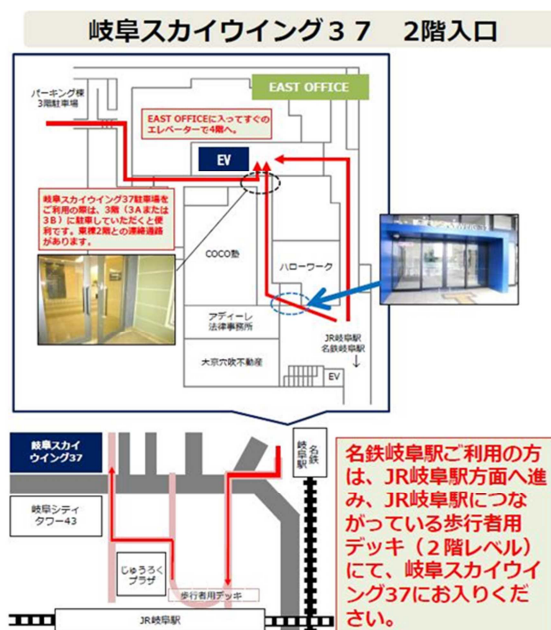 岐阜スカイウイング37　2階入口
EAST OFFICE
パーキング棟
3階駐車場
EAST OFFICEに入ってすぐの
エレベーターで4階へ。
EV
岐阜スカイウイング37駐車場を
ご利用の際は、3階（3Aまたは
3B）に駐車していただくと便
利です。東棟2階との連絡通路
があります。
COCO塾
ハローワーク
アディーレ
法律事務所
大京穴吹不動産
JR岐阜駅
名鉄岐阜駅
↓
EV
岐阜スカイ
ウイング37
名鉄
岐阜駅
岐阜シティ
タワー43
じゅうろく
プラザ
歩行者用デッキ
JR岐阜駅
名鉄岐阜駅ご利用の方
は、JR岐阜駅方面へ進
み、JR岐阜駅につな
がっている歩行者用
デッキ（２階レベル）
にて、岐阜スカイウイ
ング37にお入りくだ
さい。